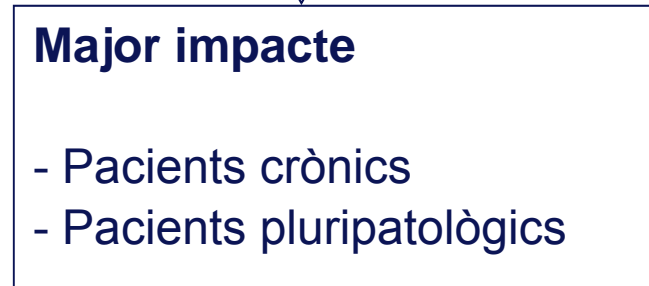 Major impacte
- Pacients crònics
- Pacients pluripatològics